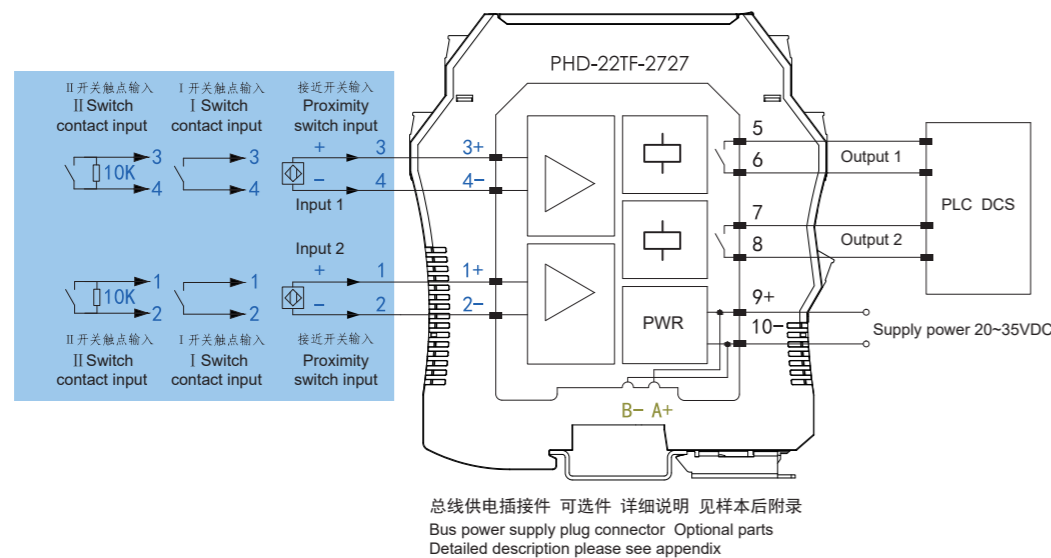 PHD-22TF-2727
II 开关触点输入 I 开关触点输入 接近开关输入
II Switch I Switch Proximity
contact input contact input switch input
3 3 + 3 3+
10K
4 4 − 4 4-
Input 1
5
6
Output 1
7
8
Output 2
PLC DCS
Input 2
1 1 + 1 1+
10K
2 2 − 2 2-
II 开关触点输入 I 开关触点输入 接近开关输入
II Switch I Switch Proximity
contact input contact input switch input
PWR
9+
10-
Supply power 20~35VDC
B- A+
总线供电插接件 可选件 详细说明 见样本后附录
Bus power supply plug connector Optional parts
Detailed description please see appendix